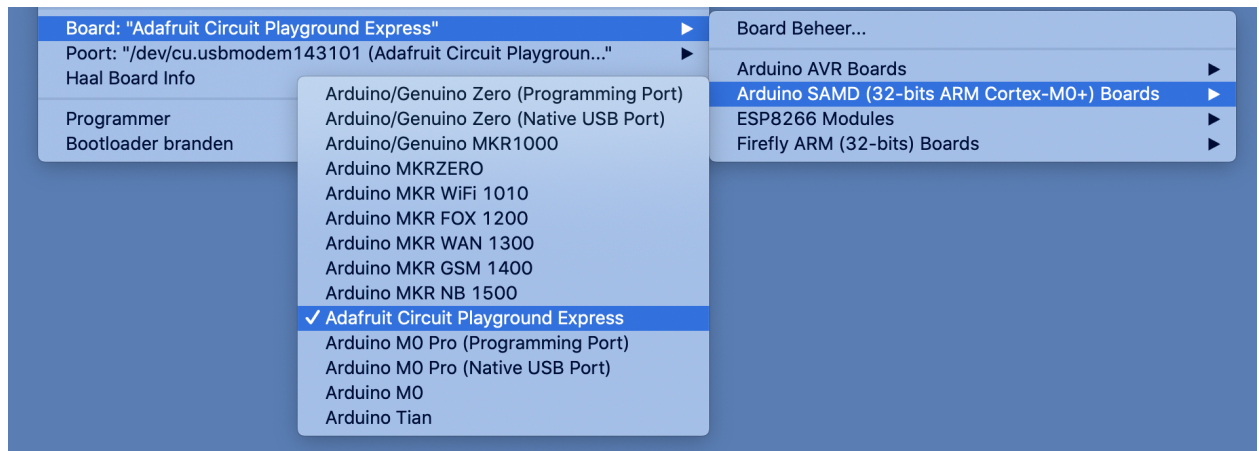 Board: "Adafruit Circuit Playground Express"
Poort: "/dev/cu.usbmodem143101 (Adafruit Circuit Playgroun..."
Haal Board Info
Programmer
Bootloader branden
Board Beheer...
Arduino AVR Boards
Arduino SAMD (32-bits ARM Cortex-M0+) Boards
ESP8266 Modules
Firefly ARM (32-bits) Boards
Arduino/Genuino Zero (Programming Port)
Arduino/Genuino Zero (Native USB Port)
Arduino/Genuino MKR1000
Arduino MKRZERO
Arduino MKR WiFi 1010
Arduino MKR FOX 1200
Arduino MKR WAN 1300
Arduino MKR GSM 1400
Arduino MKR NB 1500
✓ Adafruit Circuit Playground Express
Arduino M0 Pro (Programming Port)
Arduino M0 Pro (Native USB Port)
Arduino M0
Arduino Tian